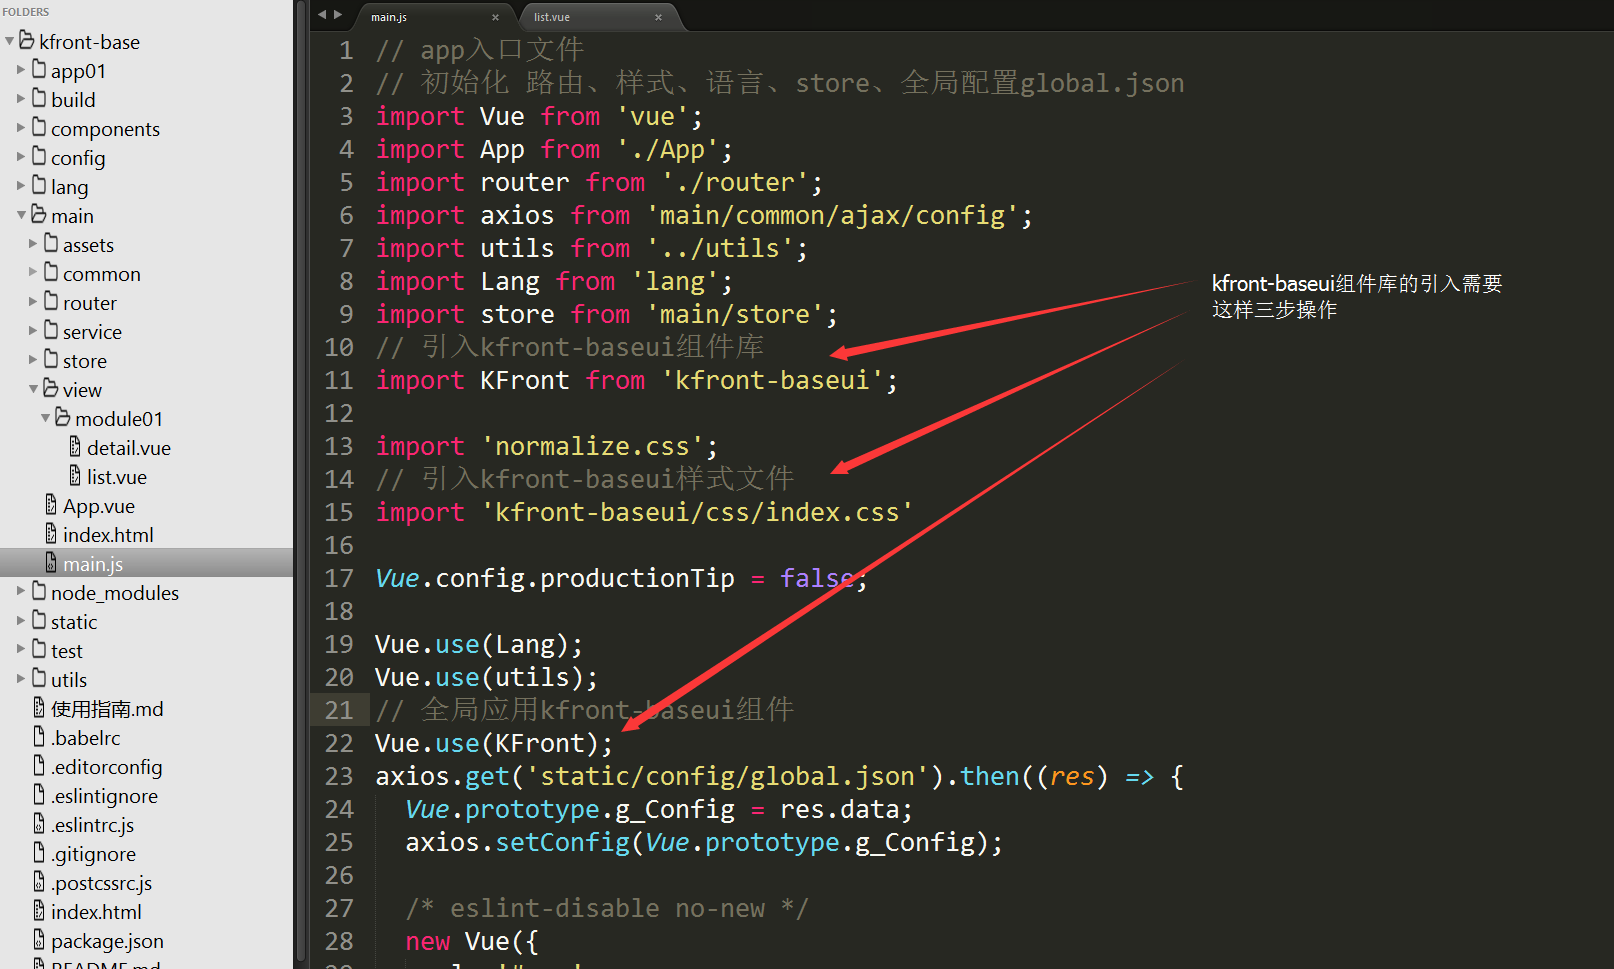 FOLDERS
kfront-base
app01
build
components
config
lang
main
assets
common
router
service
store
view
module01
detail.vue
list.vue
App.vue
index.html
main.js
node_modules
static
test
utils
使用指南.md
.babelrc
.editorconfig
.eslintignore
.eslintrc.js
.gitignore
.postcssrc.js
index.html
package.json
README.md
main.js × list.vue ×
1 // app入口文件
2 // 初始化 路由、样式、语言、store、全局配置global.json
3 import Vue from 'vue';
4 import App from './App';
5 import router from './router';
6 import axios from 'main/common/ajax/config';
7 import utils from '../utils';
8 import Lang from 'lang';
9 import store from 'main/store';
10 // 引入kfront-baseui组件库
11 import KFront from 'kfront-baseui';
12
13 import 'normalize.css';
14 // 引入kfront-baseui样式文件
15 import 'kfront-baseui/css/index.css'
16
17 Vue.config.productionTip = false;
18
19 Vue.use(Lang);
20 Vue.use(utils);
21 // 全局应用kfront-baseui组件
22 Vue.use(KFront);
23 axios.get('static/config/global.json').then((res) => {
24 Vue.prototype.g_Config = res.data;
25 axios.setConfig(Vue.prototype.g_Config);
26
27 /* eslint-disable no-new */
28 new Vue({
kfront-baseui组件库的引入需要
这样三步操作